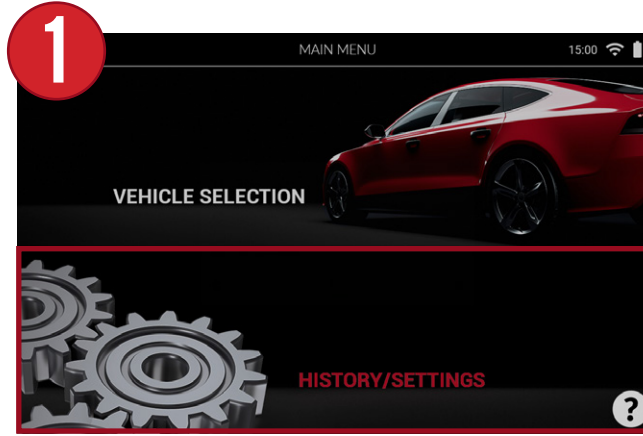 1
MAIN MENU
15:00
VEHICLE SELECTION
HISTORY/SETTINGS
?